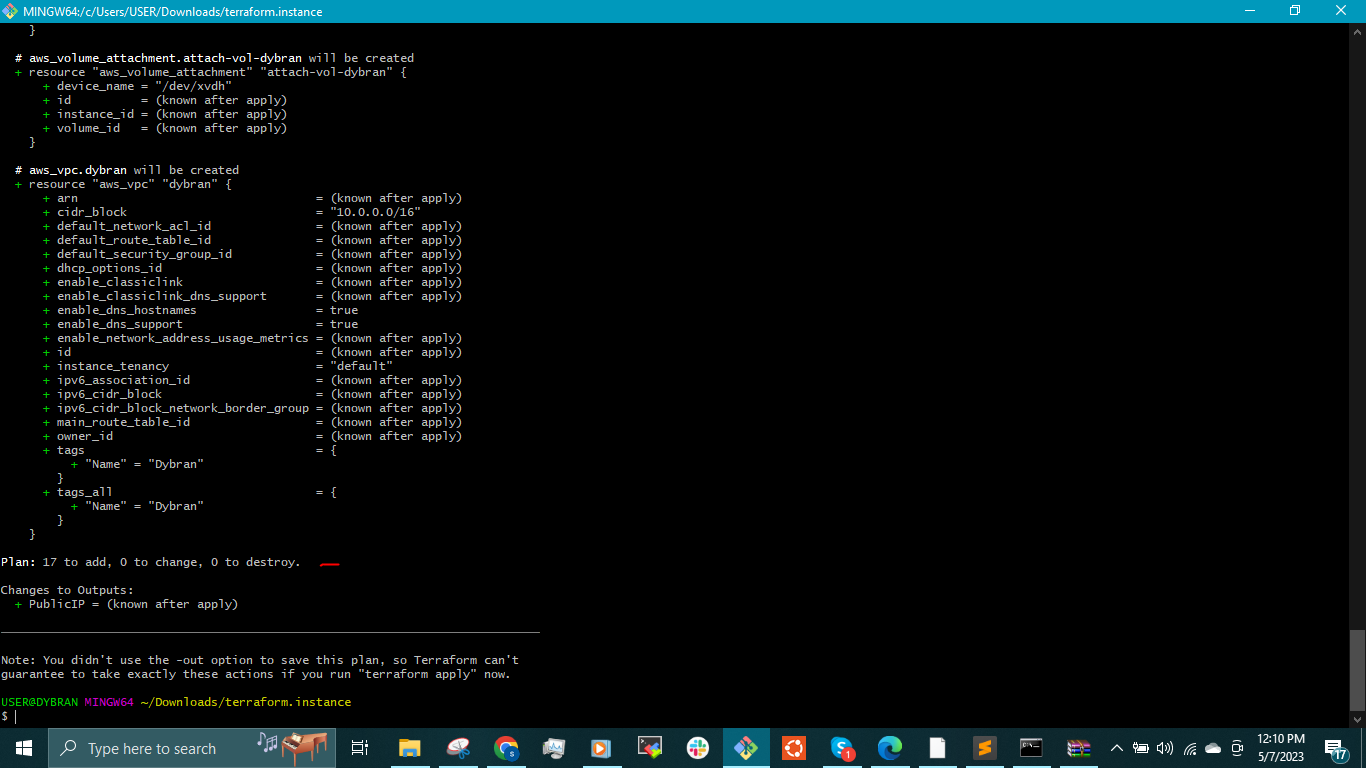 MINGW64:/c/Users/USER/Downloads/terraform.instance
}
# aws_volume_attachment.attach-vol-dybran will be created
+ resource "aws_volume_attachment" "attach-vol-dybran" {
+ device_name = "/dev/xvdh"
+ id          = (known after apply)
+ instance_id = (known after apply)
+ volume_id   = (known after apply)
}
# aws_vpc.dybran will be created
+ resource "aws_vpc" "dybran" {
+ arn                                  = (known after apply)
+ cidr_block                           = "10.0.0.0/16"
+ default_network_acl_id               = (known after apply)
+ default_route_table_id               = (known after apply)
+ default_security_group_id            = (known after apply)
+ dhcp_options_id                      = (known after apply)
+ enable_classiclink                   = (known after apply)
+ enable_classiclink_dns_support       = (known after apply)
+ enable_dns_hostnames                 = true
+ enable_dns_support                   = true
+ enable_network_address_usage_metrics = (known after apply)
+ id                                   = (known after apply)
+ instance_tenancy                     = "default"
+ ipv6_association_id                  = (known after apply)
+ ipv6_cidr_block                      = (known after apply)
+ ipv6_cidr_block_network_border_group = (known after apply)
+ main_route_table_id                  = (known after apply)
+ owner_id                             = (known after apply)
+ tags                                 = {
+ "Name" = "Dybran"
}
+ tags_all                             = {
+ "Name" = "Dybran"
}
}
Plan: 17 to add, 0 to change, 0 to destroy.
Changes to Outputs:
+ PublicIP = (known after apply)
Note: You didn't use the -out option to save this plan, so Terraform can't
guarantee to take exactly these actions if you run "terraform apply" now.
USER@DYBRAN MINGW64 ~/Downloads/terraform.instance
$
Type here to search
12:10 PM
5/7/2023
1
17